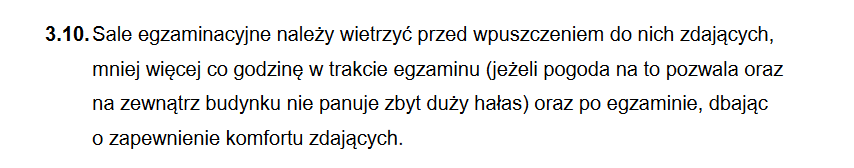 3.10. Sale egzaminacyjne należy wietrzyć przed wpuszczeniem do nich zdających,
mniej więcej co godzinę w trakcie egzaminu (jeżeli pogoda na to pozwala oraz
na zewnątrz budynku nie panuje zbyt duży hałas) oraz po egzaminie, dbając
o zapewnienie komfortu zdających.